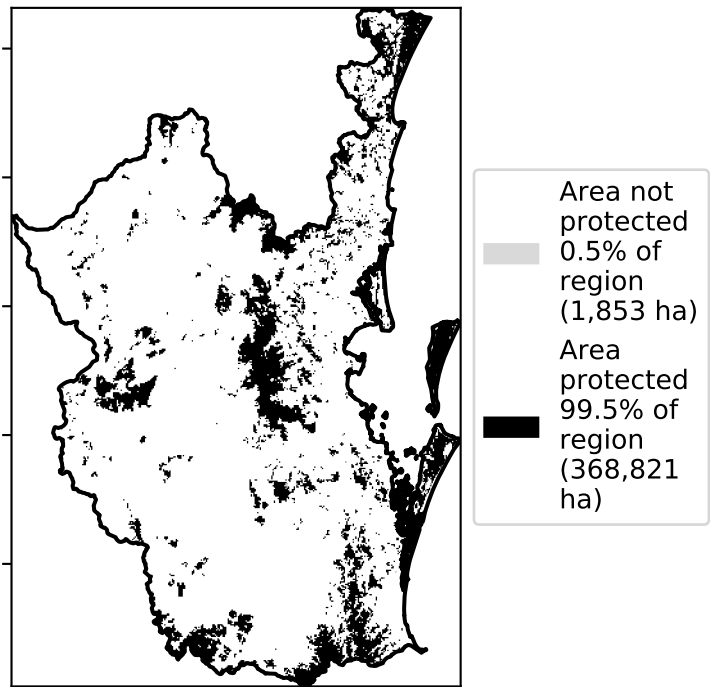 Area not
protected
0.5% of
region
(1,853 ha)
Area
protected
99.5% of
region
(368,821
ha)